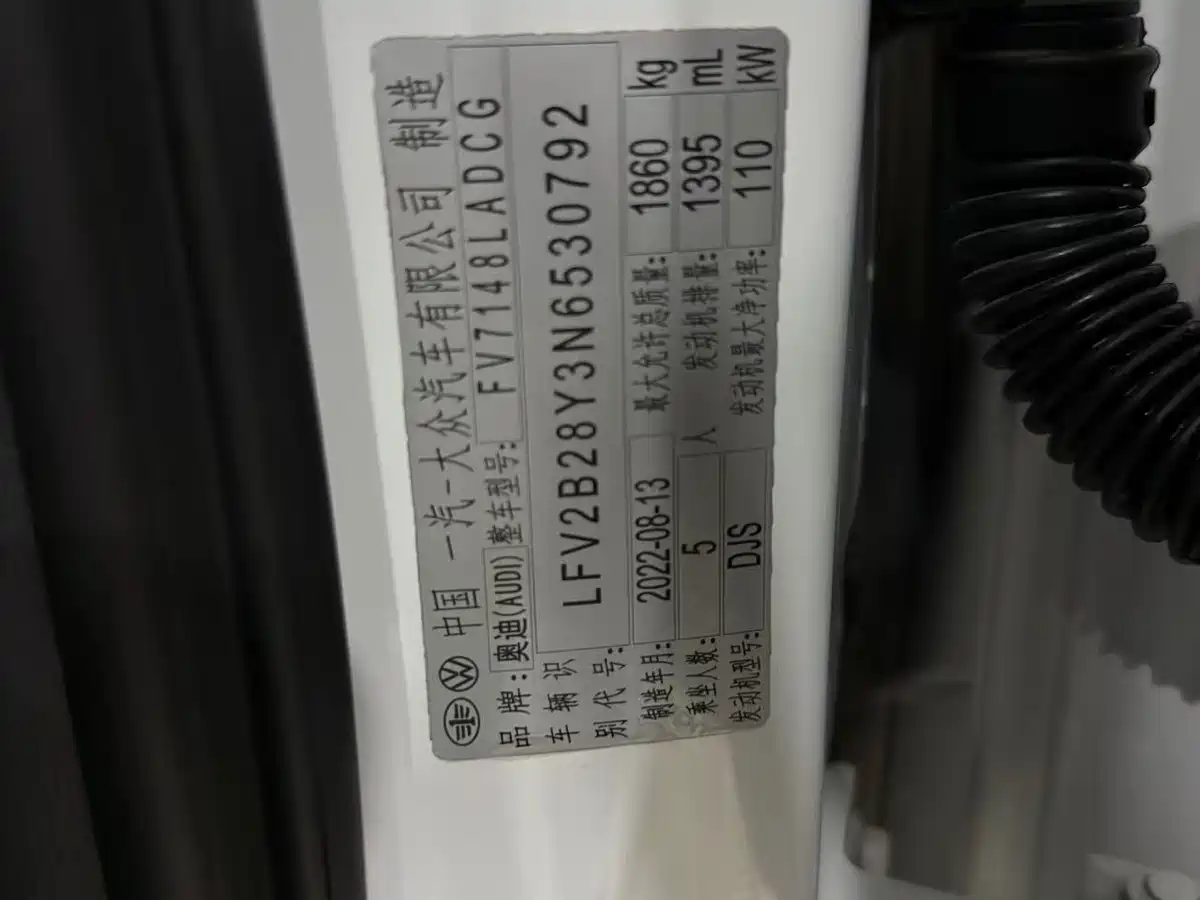 中国 一汽-大众汽车有限公司 制造
品牌: 奥迪(AUDI) 整车型号: FV7148LADCG
车辆识别代号: LFV2B28Y3N6530792
制造年月: 2022-08-13 最大允许总质量: 1860 kg
乘坐人数: 5 人 发动机排量: 1395 mL
发动机型号: DJS 发动机最大净功率: 110 kW